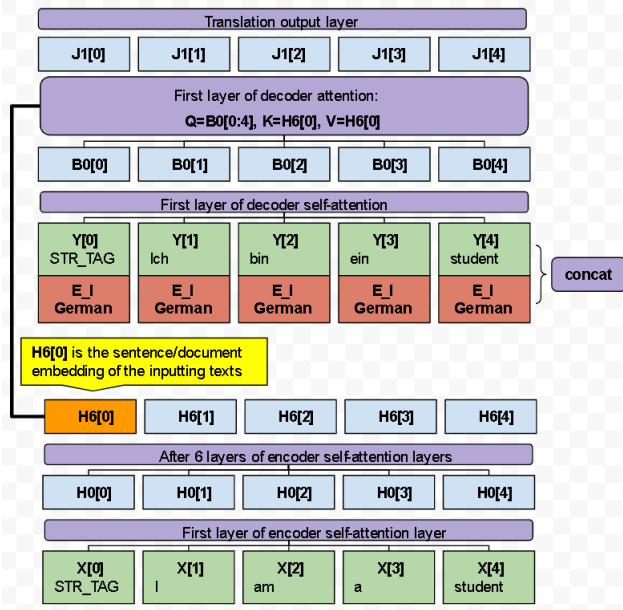 Translation output layer
J1[0] J1[1] J1[2] J1[3] J1[4]
First layer of decoder attention:
Q=B0[0:4], K=H6[0], V=H6[0]
B0[0] B0[1] B0[2] B0[3] B0[4]
First layer of decoder self-attention
Y[0] Y[1] Y[2] Y[3] Y[4]
STR_TAG Ich bin ein student
E_I E_I E_I E_I E_I
German German German German German
concat
H6[0] is the sentence/document
embedding of the inputting texts
H6[0] H6[1] H6[2] H6[3] H6[4]
After 6 layers of encoder self-attention layers
H0[0] H0[1] H0[2] H0[3] H0[4]
First layer of encoder self-attention layer
X[0] X[1] X[2] X[3] X[4]
STR_TAG I am a student